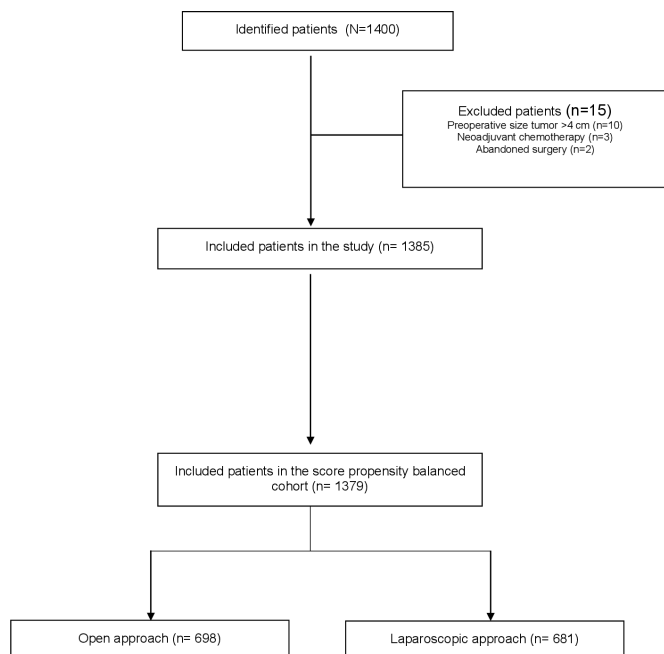 Identified patients (N=1400)
Excluded patients (n=15)
Preoperative size tumor >4 cm (n=10)
Neoadjuvant chemotherapy (n=3)
Abandoned surgery (n=2)
Included patients in the study (n= 1385)
Included patients in the score propensity balanced
cohort (n= 1379)
Open approach (n= 698)
Laparoscopic approach (n= 681)